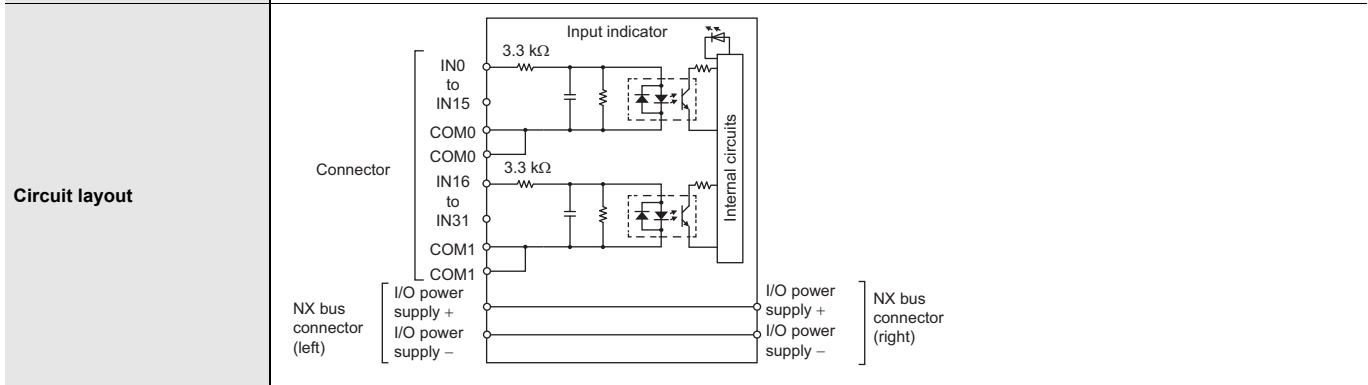 Circuit layout
Input indicator
3.3 kΩ
IN0
to
IN15
COM0
COM0
Connector
3.3 kΩ
IN16
to
IN31
COM1
COM1
Internal circuits
NX bus
connector
(left)
I/O power
supply +
I/O power
supply −
I/O power
supply +
I/O power
supply −
NX bus
connector
(right)